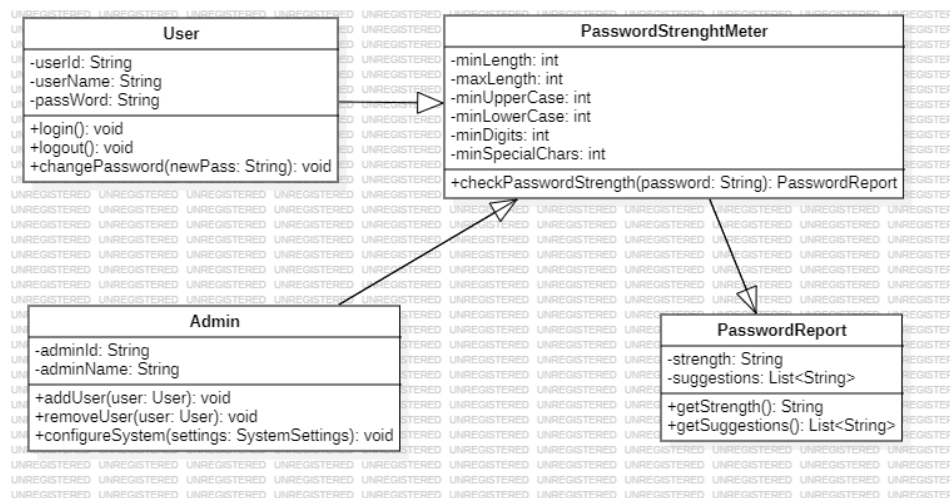 User
-userId: String
-userName: String
-passWord: String
+login(): void
+logout(): void
+changePassword(newPass: String): void
PasswordStrenghtMeter
-minLength: int
-maxLength: int
-minUpperCase: int
-minLowerCase: int
-minDigits: int
-minSpecialChars: int
+checkPasswordStrength(password: String): PasswordReport
Admin
-adminId: String
-adminName: String
+addUser(user: User): void
+removeUser(user: User): void
+configureSystem(settings: SystemSettings): void
PasswordReport
-strength: String
-suggestions: List<String>
+getStrength(): String
+getSuggestions(): List<String>
UNREGISTERED